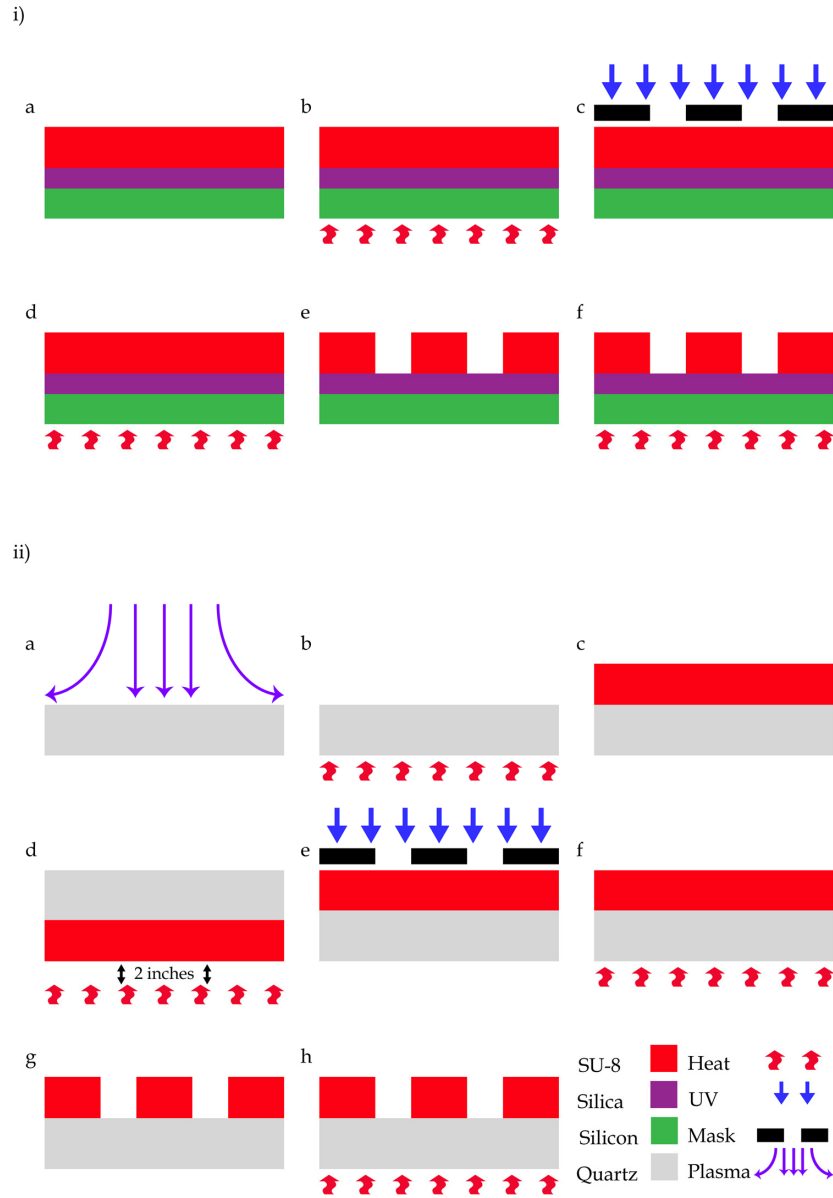 i)
a
b
c
d
e
f
ii)
a
b
c
d
2 inches
e
f
g
h
SU-8
Heat
Silica
UV
Silicon
Mask
Quartz
Plasma